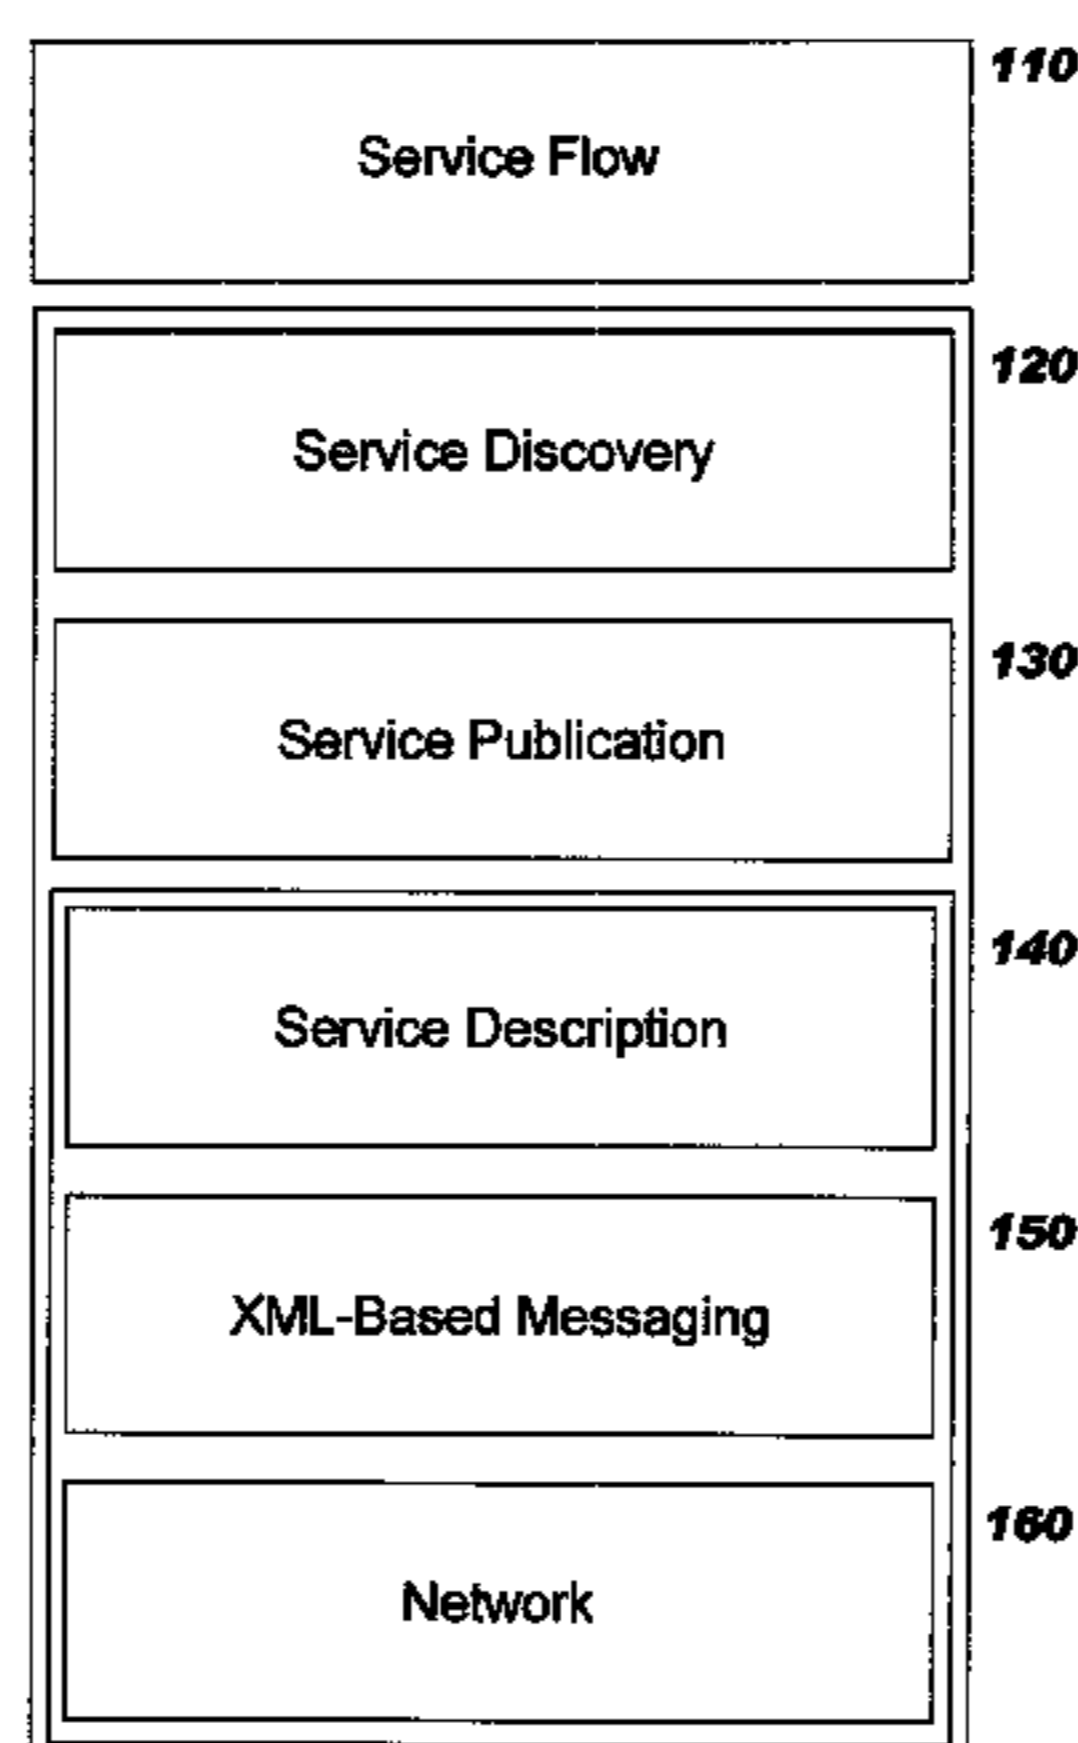 Service Flow 110
Service Discovery 120
Service Publication 130
Service Description 140
XML-Based Messaging 150
Network 160